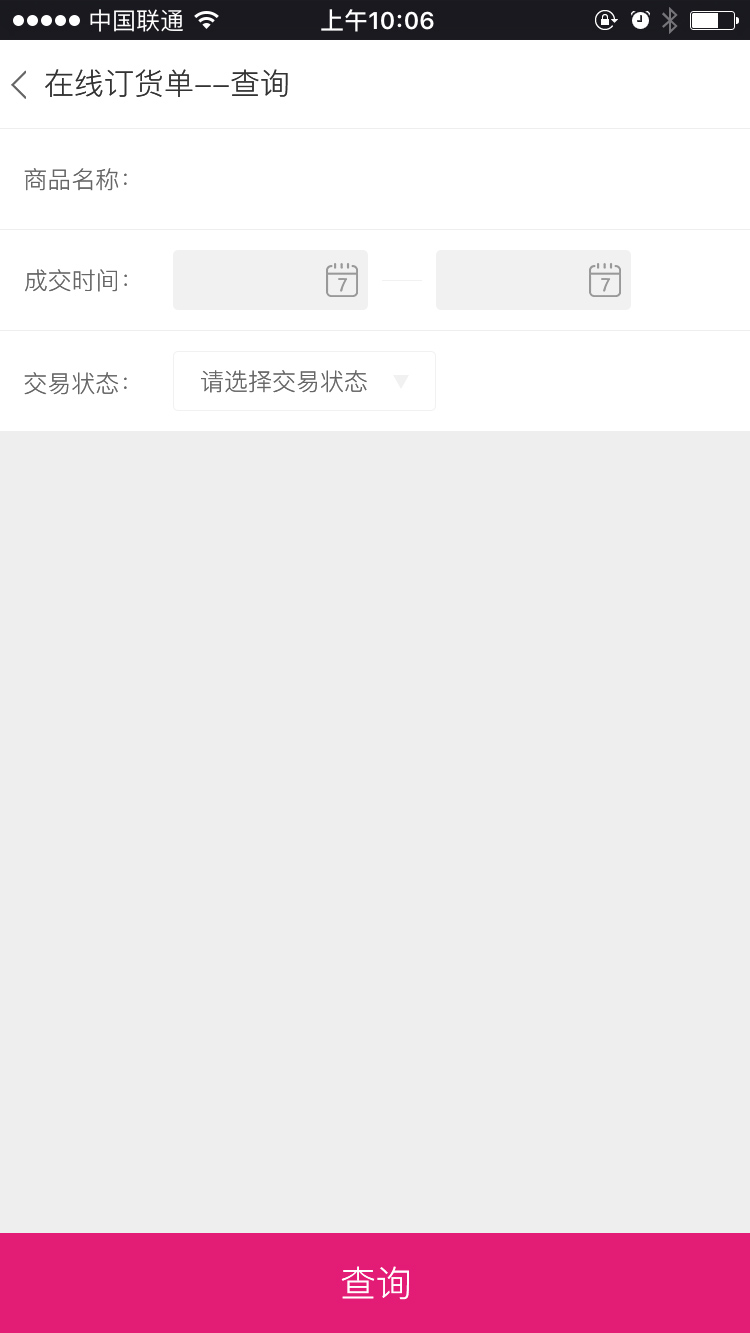 中国联通 上午10:06
在线订货单--查询
商品名称：
成交时间： 7 7
交易状态： 请选择交易状态
查询